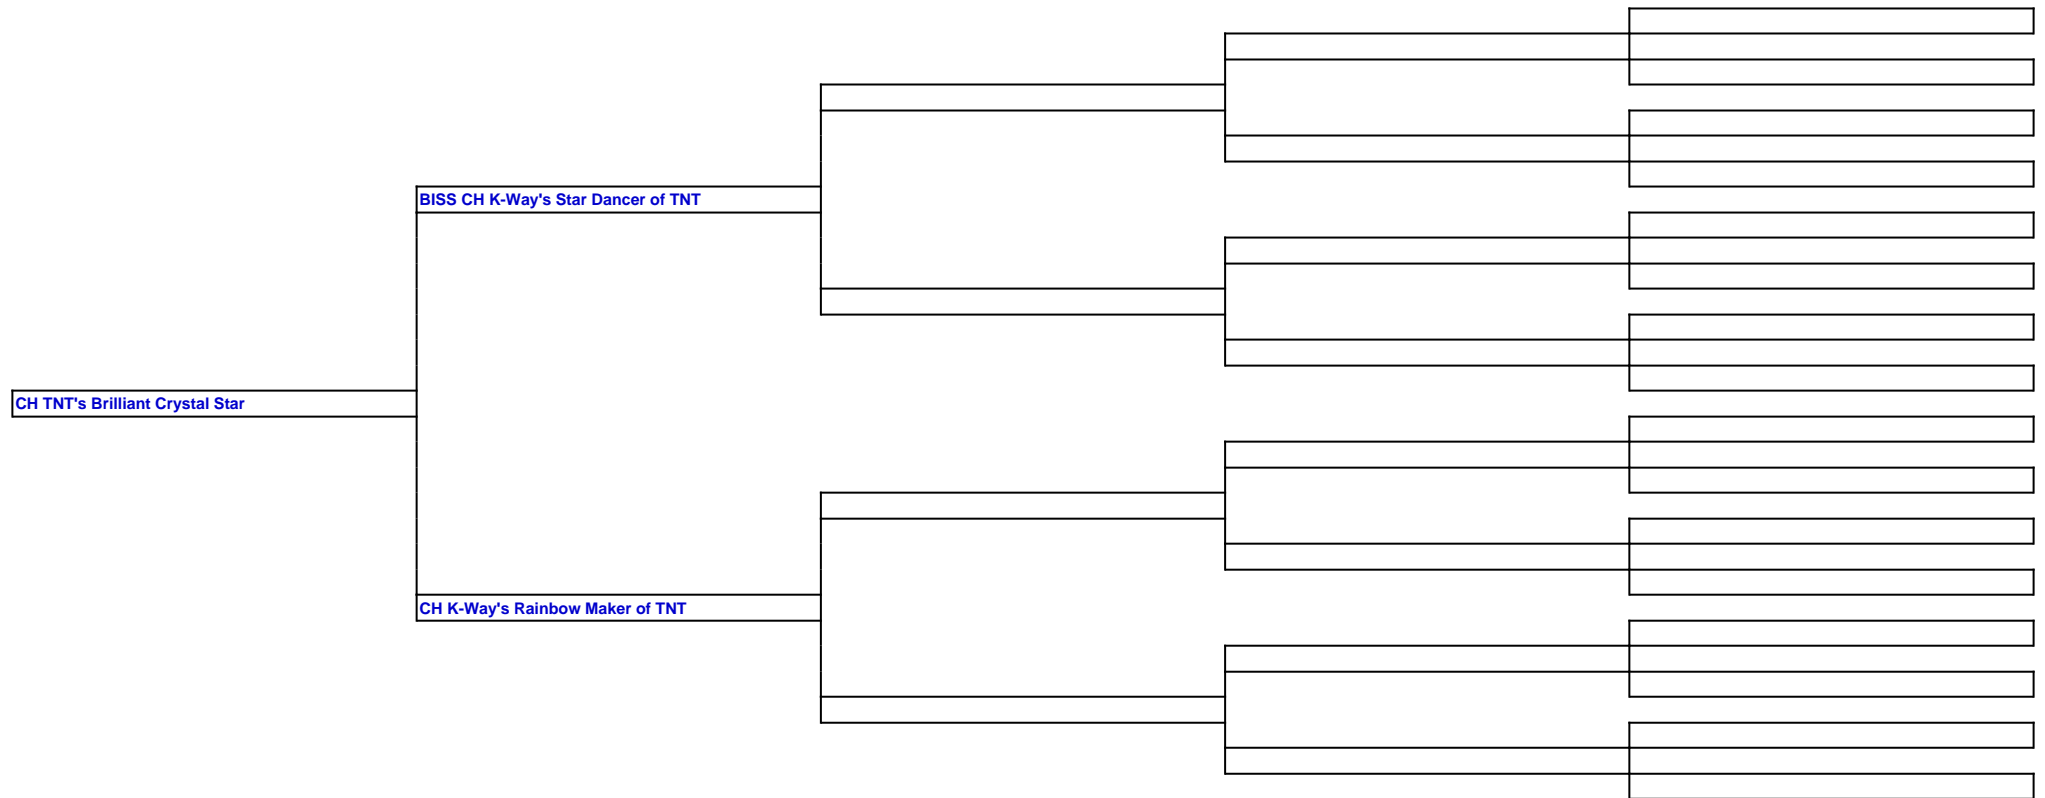 BISS CH K-Way's Star Dancer of TNT
CH TNT's Brilliant Crystal Star
CH K-Way's Rainbow Maker of TNT